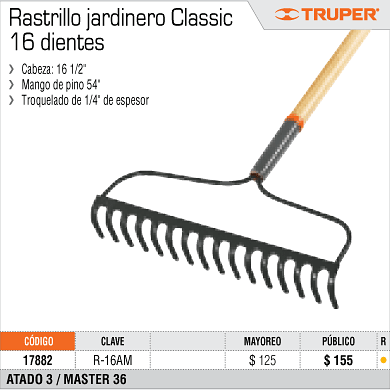 Rastrillo jardinero Classic
16 dientes
TRUPER®
Cabeza: 16 1/2"
Mango de pino 54"
Troquelado de 1/4" de espesor
CÓDIGO CLAVE MAYOREO PÚBLICO R
17882 R-16AM $ 125 $ 155
ATADO 3 / MASTER 36